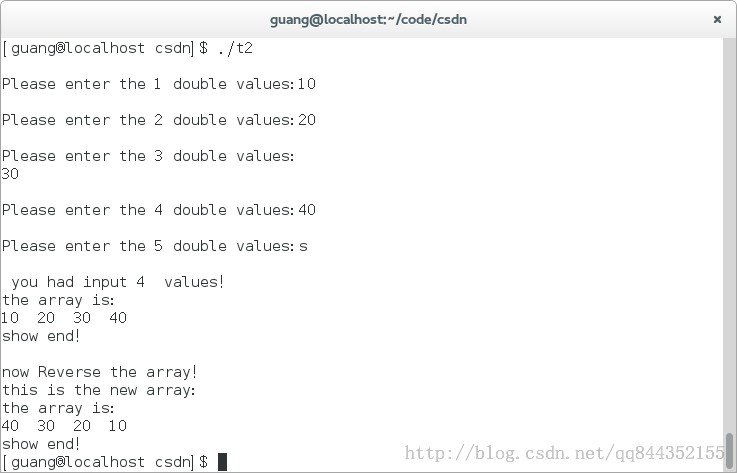 guang@localhost:~/code/csdn
[guang@localhost csdn]$ ./t2
Please enter the 1 double values:10
Please enter the 2 double values:20
Please enter the 3 double values:
30
Please enter the 4 double values:40
Please enter the 5 double values:s
you had input 4  values!
the array is:
10  20  30  40
show end!
now Reverse the array!
this is the new array:
the array is:
40  30  20  10
show end!
[guang@localhost csdn]$
http://blog.csdn.net/qq844352155